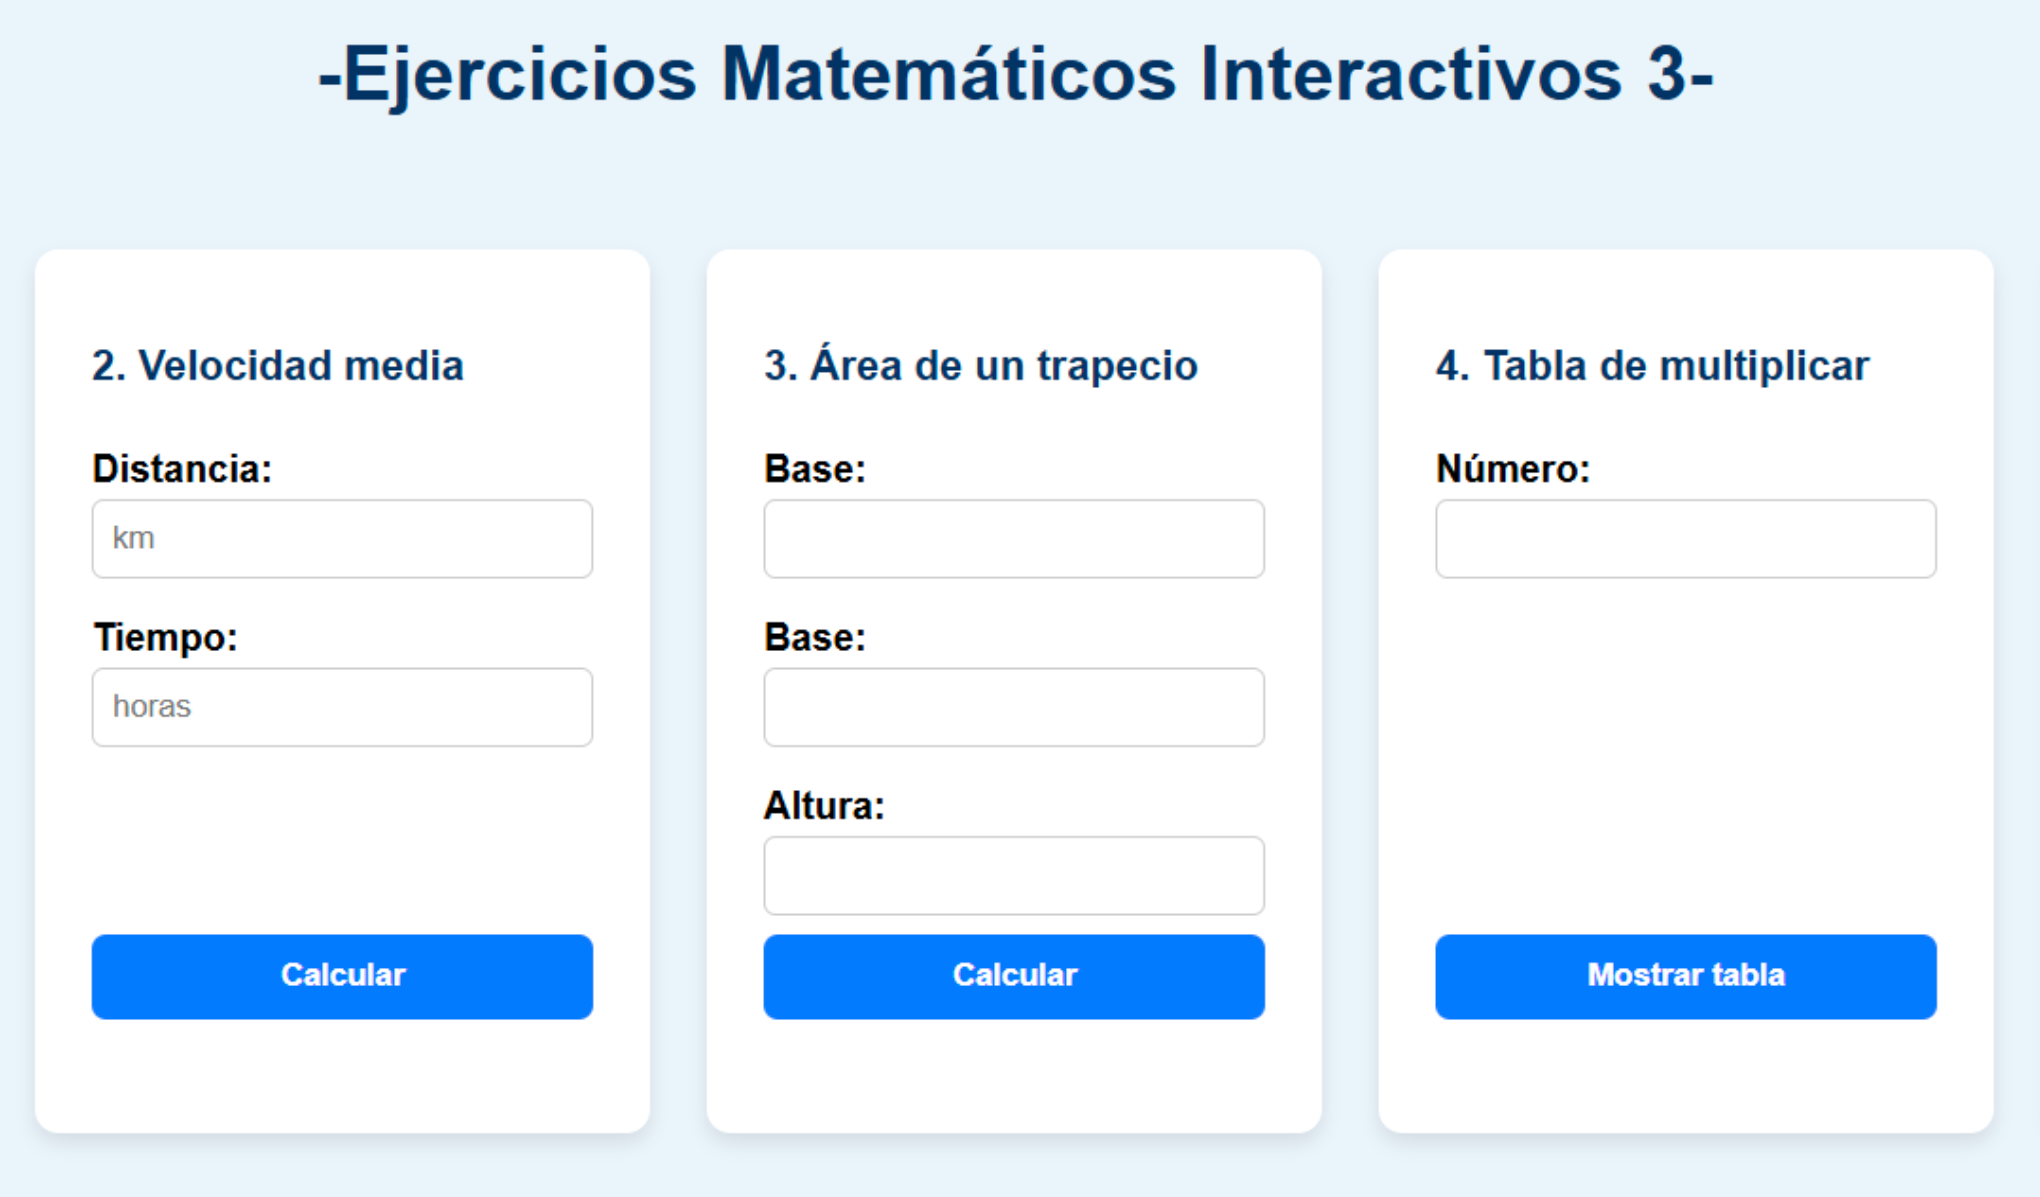 -Ejercicios Matemáticos Interactivos 3-
2. Velocidad media
Distancia:
km
Tiempo:
horas
Calcular
3. Área de un trapecio
Base:
Base:
Altura:
Calcular
4. Tabla de multiplicar
Número:
Mostrar tabla